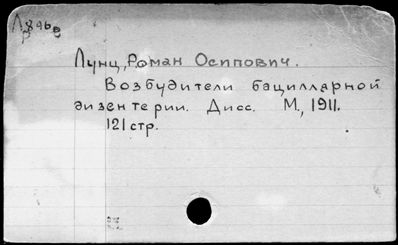 Лунц, Роман Осипович.
Возбудители бациллярной
дизентерии. Дисс. М., 1911.
121 стр.